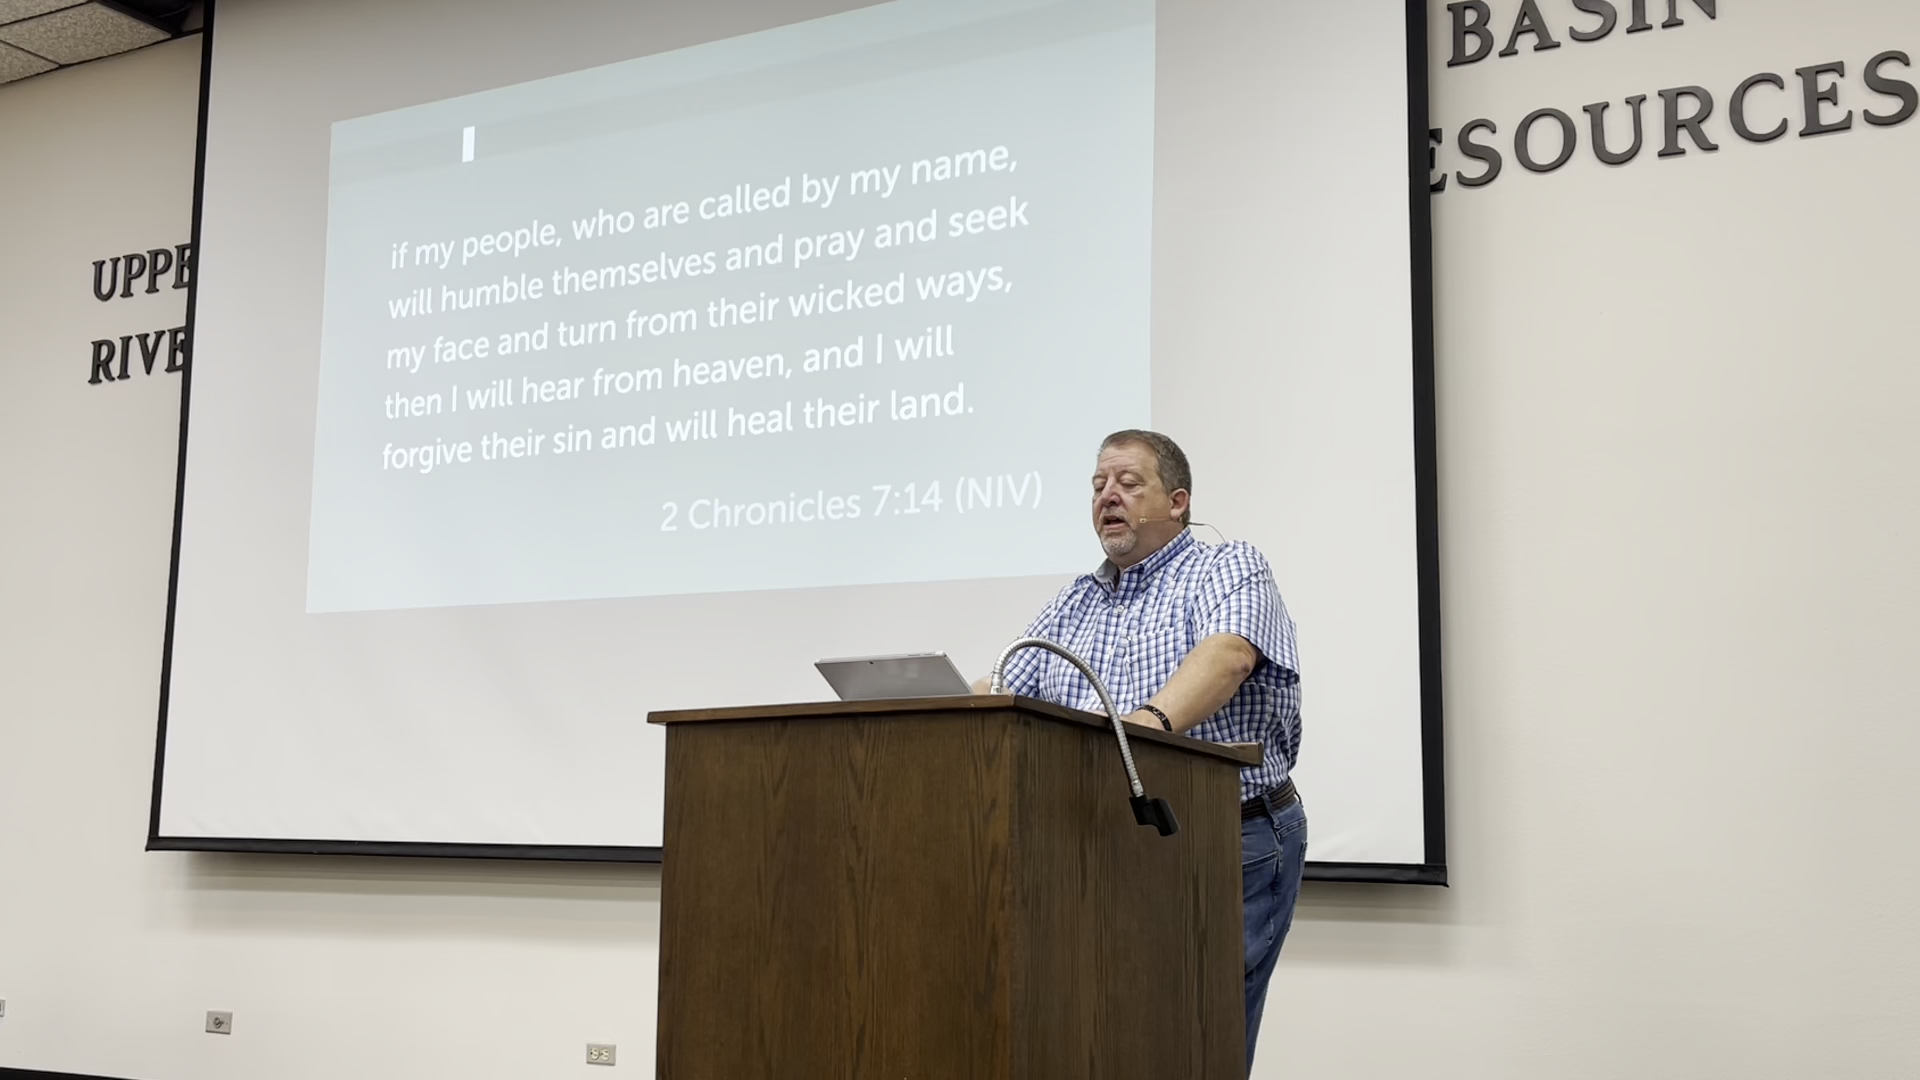 UPPE
RIVE
BASIN
ESOURCES
if my people, who are called by my name,
will humble themselves and pray and seek
my face and turn from their wicked ways,
then I will hear from heaven, and I will
forgive their sin and will heal their land.
2 Chronicles 7:14 (NIV)